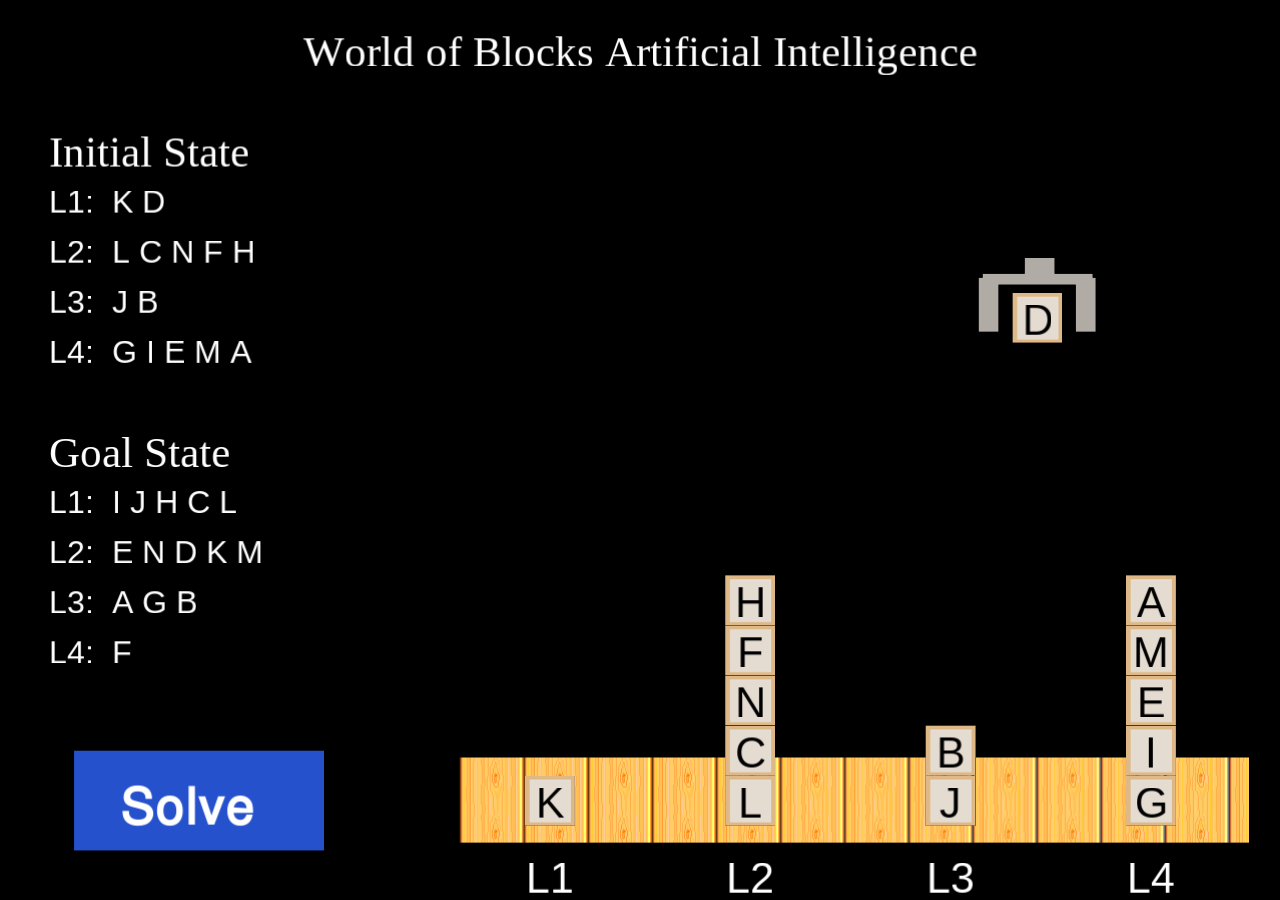 World of Blocks Artificial Intelligence
Initial State
L1: K D
L2: L C N F H
L3: J B
L4: G I E M A
Goal State
L1: I J H C L
L2: E N D K M
L3: A G B
L4: F
Solve
D
H A
F M
N E
C B I
K L J G
L1 L2 L3 L4